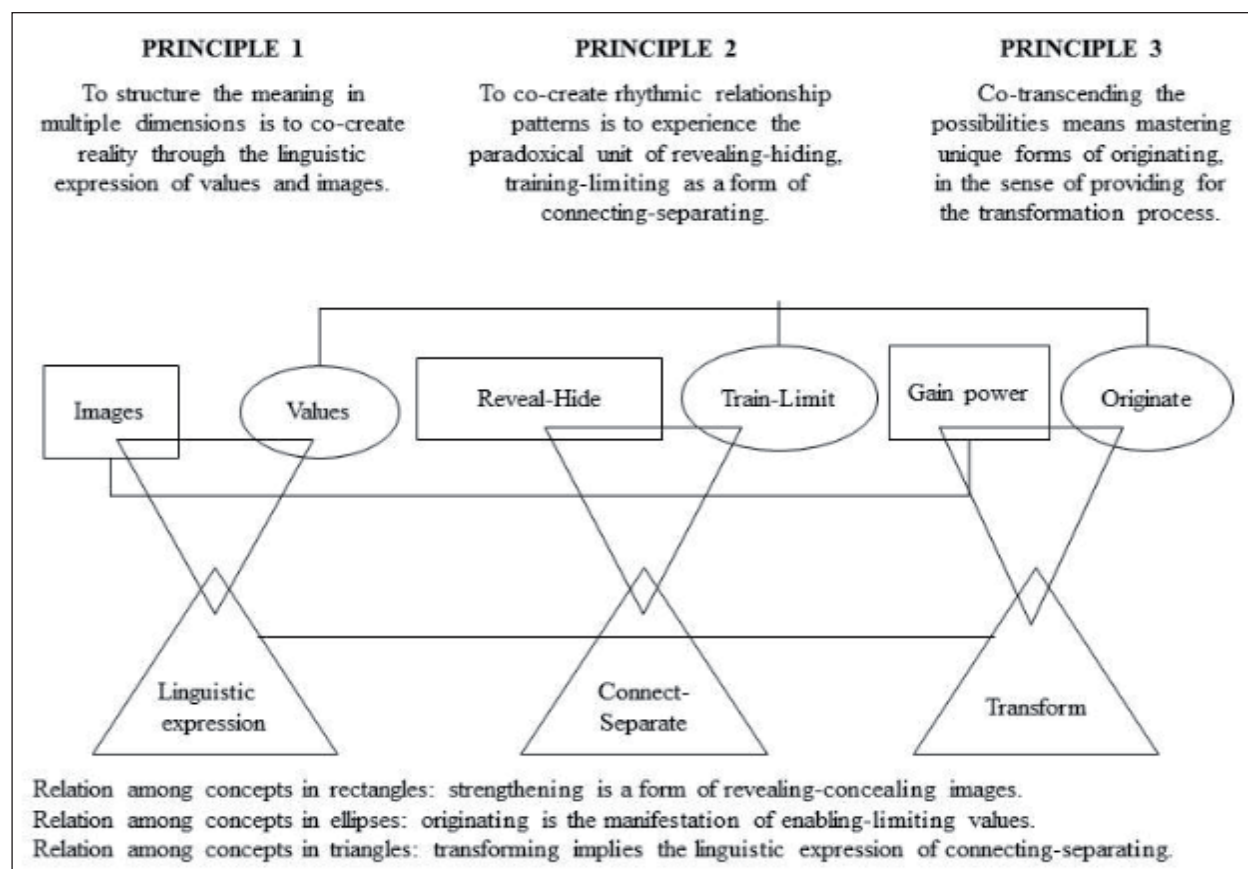 PRINCIPLE 1
To structure the meaning in
multiple dimensions is to co-create
reality through the linguistic
expression of values and images.
PRINCIPLE 2
To co-create rhythmic relationship
patterns is to experience the
paradoxical unit of revealing-hiding,
training-limiting as a form of
connecting-separating.
PRINCIPLE 3
Co-transcending the
possibilities means mastering
unique forms of originating,
in the sense of providing for
the transformation process.
Images
Values
Reveal-Hide
Train-Limit
Gain power
Originate
Linguistic
expression
Connect-
Separate
Transform
Relation among concepts in rectangles: strengthening is a form of revealing-concealing images.
Relation among concepts in ellipses: originating is the manifestation of enabling-limiting values.
Relation among concepts in triangles: transforming implies the linguistic expression of connecting-separating.